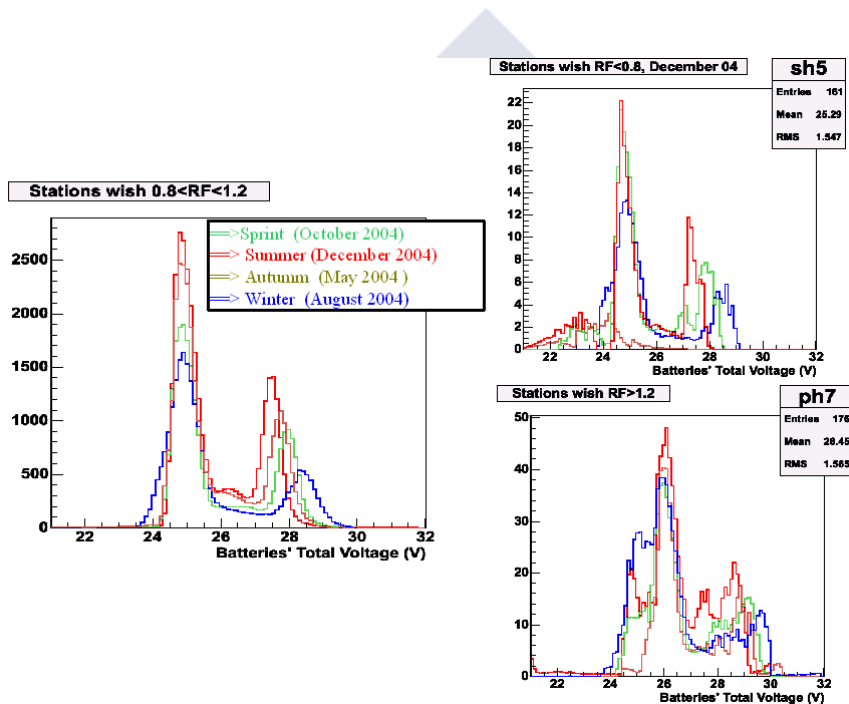 Stations wish RF<0.8, December 04
sh5
Entries 161
Mean 25.29
RMS 1.547
22
20
18
16
14
12
10
8
6
4
2
0
22 24 26 28 30 32
Batteries' Total Voltage (V)
Stations wish 0.8<RF<1.2
>Sprint (October 2004)
> Summer (December 2004)
> Autumm (May 2004 )
> Winter (August 2004)
2500
2000
1500
1000
500
0
22 24 26 28 30 32
Batteries' Total Voltage (V)
Stations wish RF>1.2
ph7
Entries 176
Mean 28.45
RMS 1.565
50
40
30
20
10
0
22 24 26 28 30 32
Batteries' Total Voltage (V)